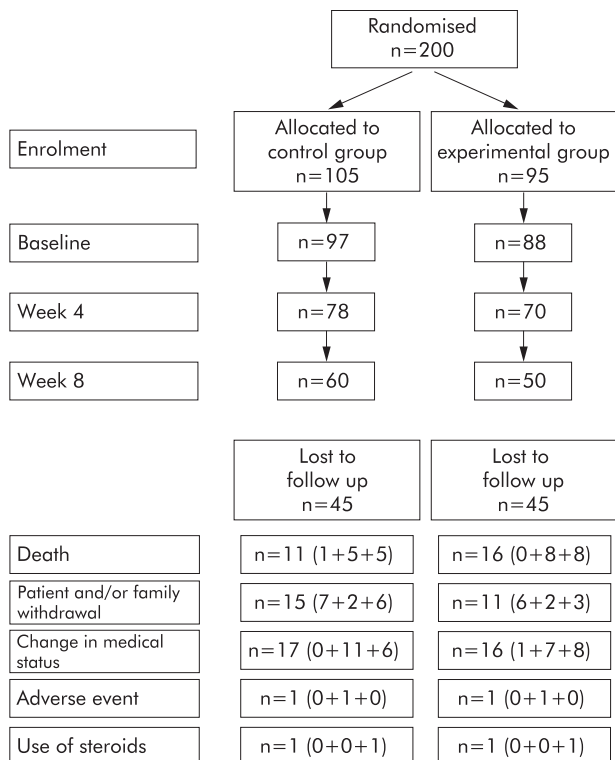 Randomised
n=200
Enrolment
Allocated to
control group
n=105
Allocated to
experimental group
n=95
Baseline
n=97
n=88
Week 4
n=78
n=70
Week 8
n=60
n=50
Lost to
follow up
n=45
Lost to
follow up
n=45
Death
n=11 (1+5+5)
n=16 (0+8+8)
Patient and/or family
withdrawal
n=15 (7+2+6)
n=11 (6+2+3)
Change in medical
status
n=17 (0+11+6)
n=16 (1+7+8)
Adverse event
n=1 (0+1+0)
n=1 (0+1+0)
Use of steroids
n=1 (0+0+1)
n=1 (0+0+1)